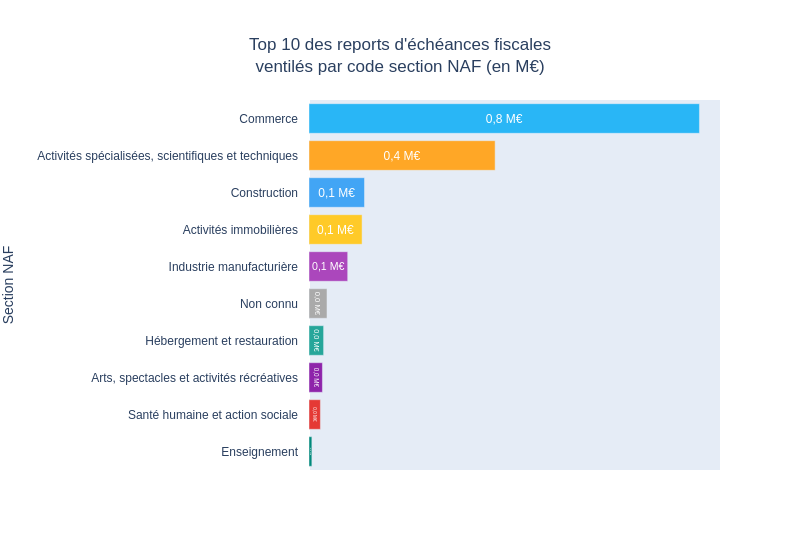 Top 10 des reports d'échéances fiscales
ventilés par code section NAF (en M€)
Section NAF
Commerce
0,8 M€
Activités spécialisées, scientifiques et techniques
0,4 M€
Construction
0,1 M€
Activités immobilières
0,1 M€
Industrie manufacturière
0,1 M€
Non connu
0,0 M€
Hébergement et restauration
0,0 M€
Arts, spectacles et activités récréatives
0,0 M€
Santé humaine et action sociale
0,0 M€
Enseignement